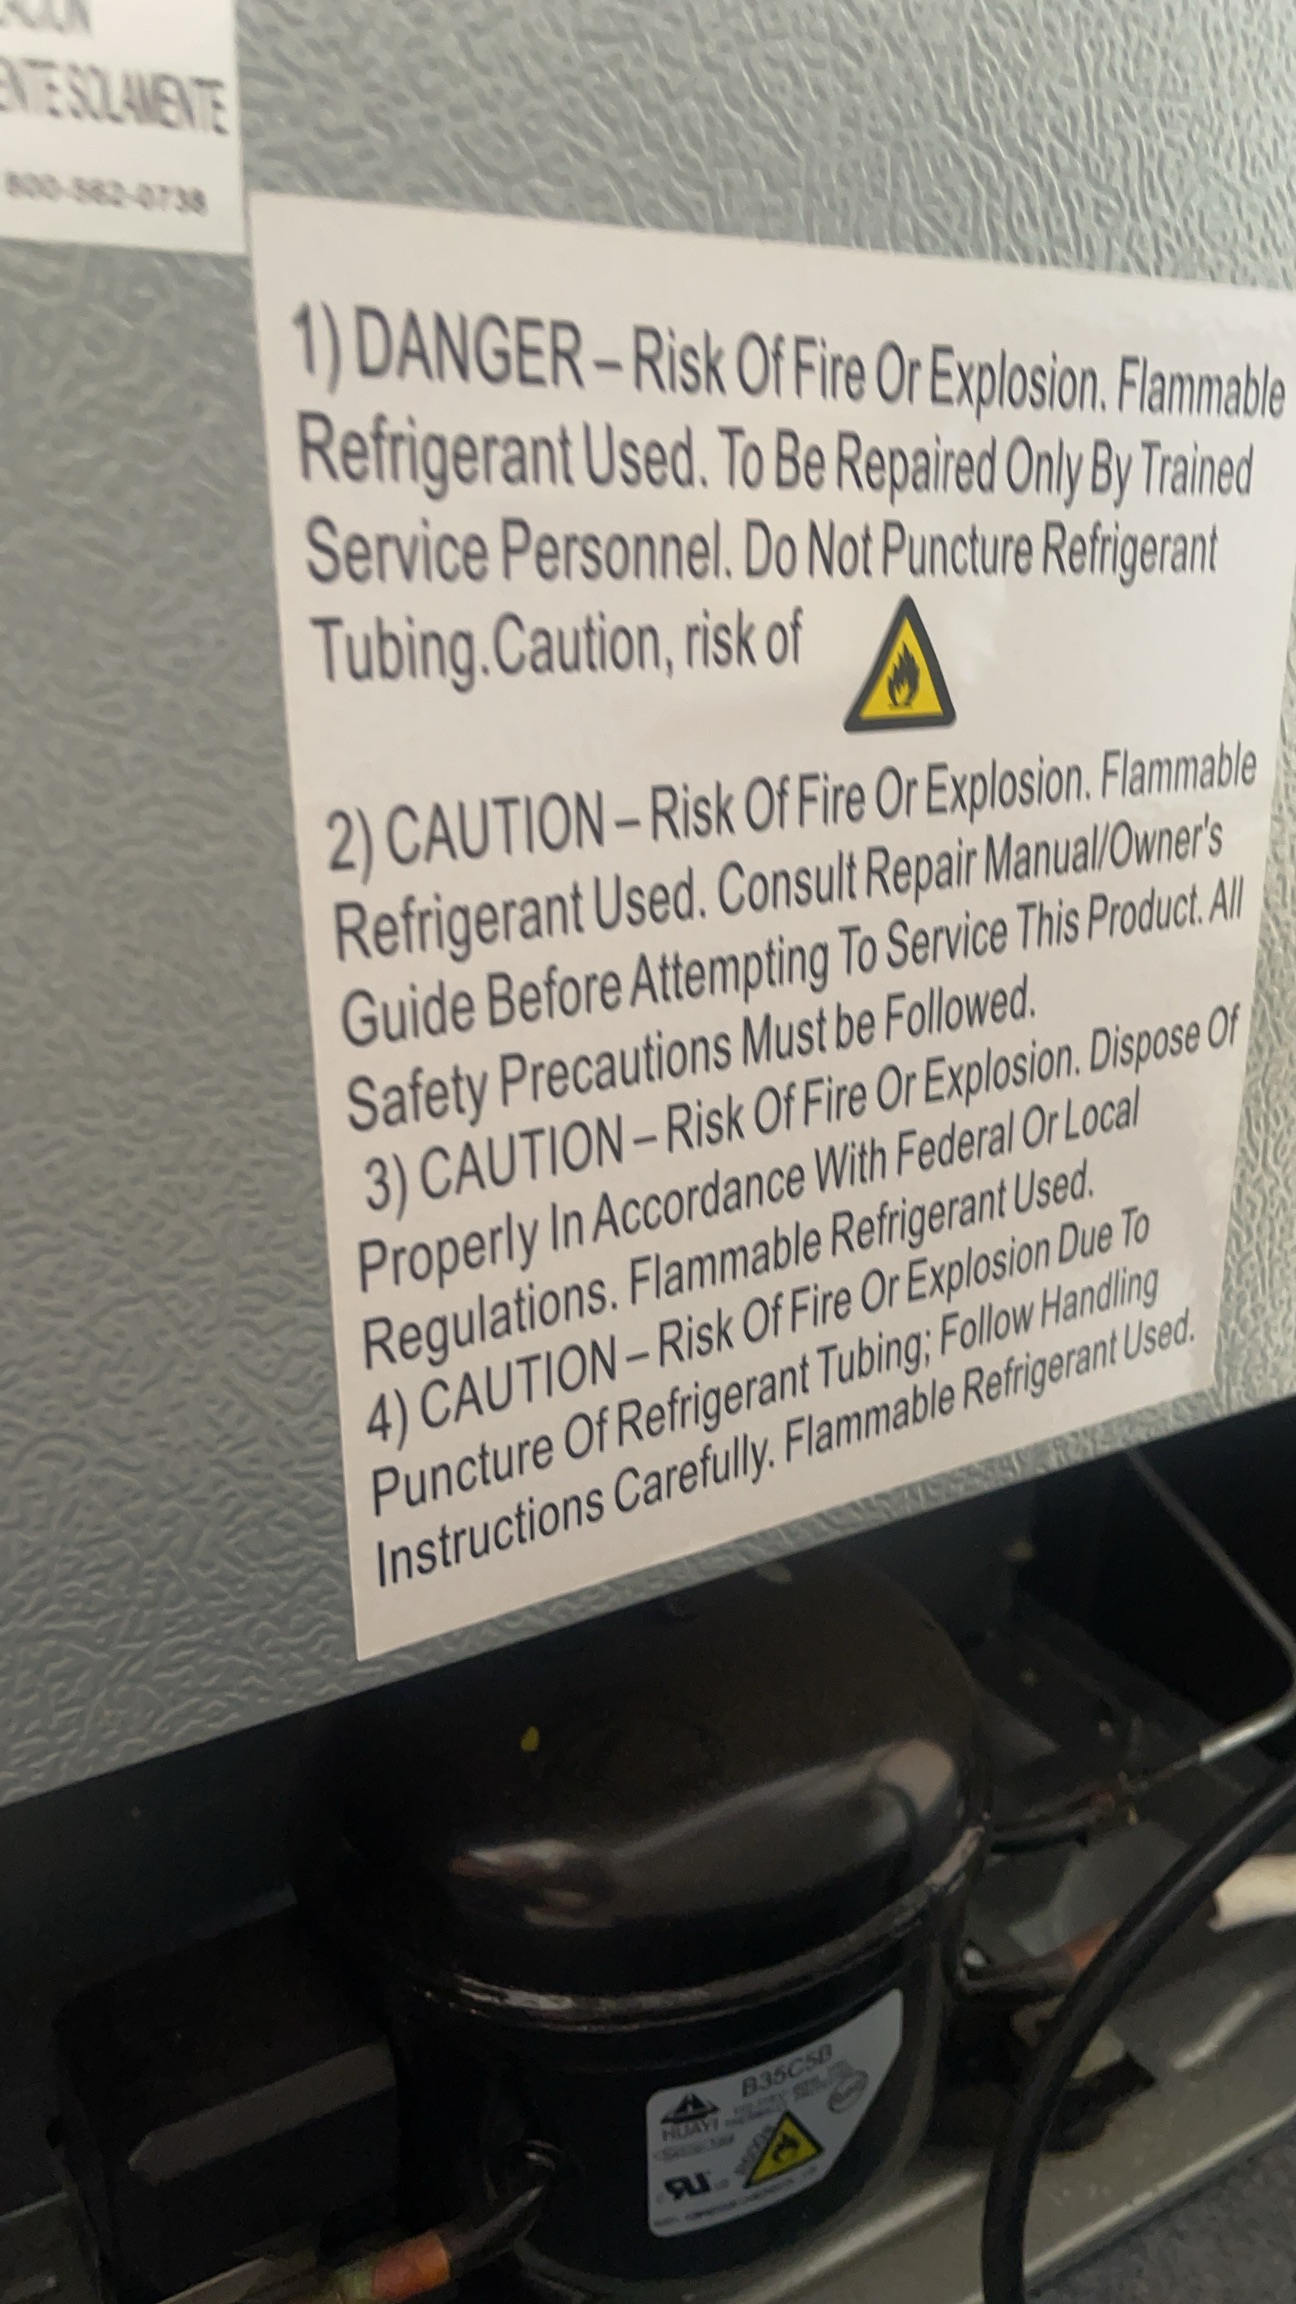 ENTE SOLAMENTE
800-562-0738
1) DANGER – Risk Of Fire Or Explosion. Flammable
Refrigerant Used. To Be Repaired Only By Trained
Service Personnel. Do Not Puncture Refrigerant
Tubing.Caution, risk of
2) CAUTION – Risk Of Fire Or Explosion. Flammable
Refrigerant Used. Consult Repair Manual/Owner's
Guide Before Attempting To Service This Product. All
Safety Precautions Must be Followed.
3) CAUTION – Risk Of Fire Or Explosion. Dispose Of
Properly In Accordance With Federal Or Local
Regulations. Flammable Refrigerant Used.
4) CAUTION – Risk Of Fire Or Explosion Due To
Puncture Of Refrigerant Tubing; Follow Handling
Instructions Carefully. Flammable Refrigerant Used.
B35C5B
HUAYI
R600a